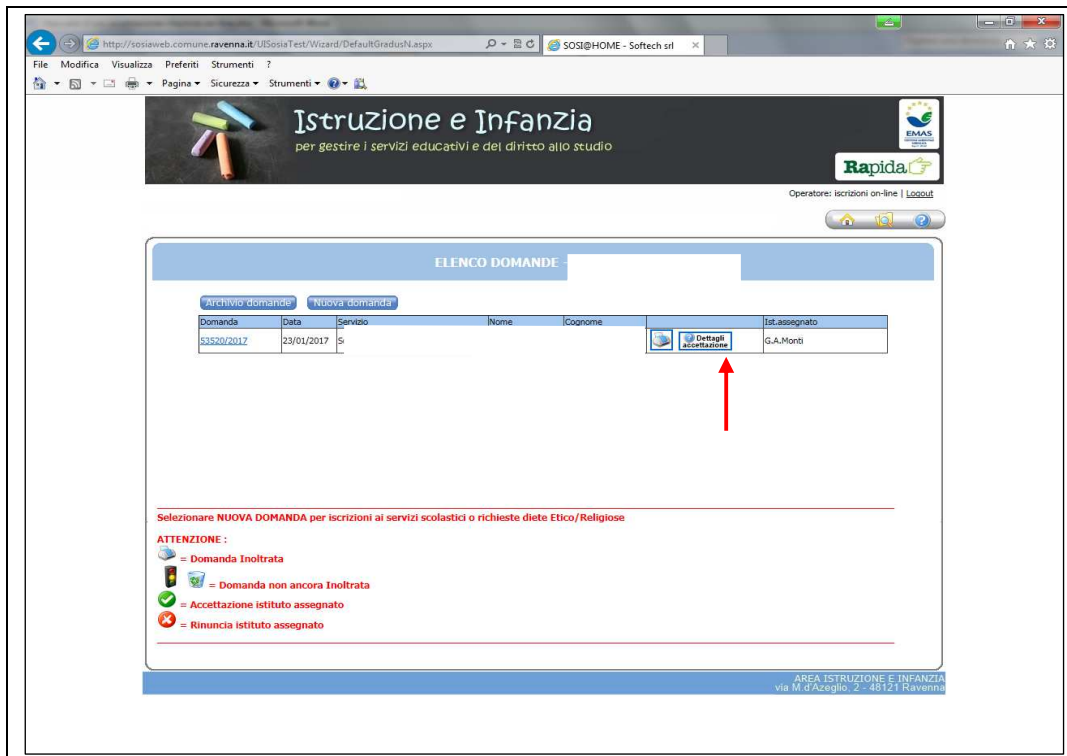 http://sosiaweb.comune.ravenna.it/UISosiaTest/Wizard/DefaultGradusN.aspx
SOSI@HOME - Softech srl
File Modifica Visualizza Preferiti Strumenti ?
Pagina Sicurezza Strumenti
Istruzione e Infanzia
per gestire i servizi educativi e del diritto allo studio
EMAS
Rapida
Operatore: iscrizioni on-line | Logout
ELENCO DOMANDE -
Archivio domande Nuova domanda
Domanda Data Servizio Nome Cognome Ist.assegnato
53520/2017 23/01/2017 Dettagli accettazione G.A.Monti
Selezionare NUOVA DOMANDA per iscrizioni ai servizi scolastici o richieste diete Etico/Religiose
ATTENZIONE :
= Domanda Inoltrata
= Domanda non ancora Inoltrata
= Accettazione istituto assegnato
= Rinuncia istituto assegnato
AREA ISTRUZIONE E INFANZIA
via M.d'Azeglio, 2 - 48121 Ravenna